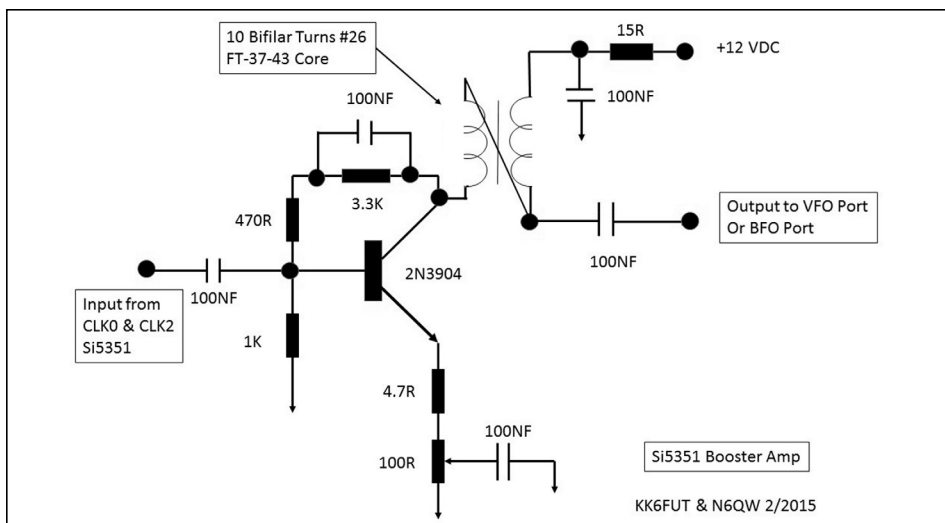 10 Bifilar Turns #26
FT-37-43 Core
15R
+12 VDC
100NF
100NF
3.3K
470R
2N3904
100NF
Output to VFO Port
Or BFO Port
100NF
Input from
CLK0 & CLK2
Si5351
1K
4.7R
100NF
100R
Si5351 Booster Amp
KK6FUT & N6QW 2/2015